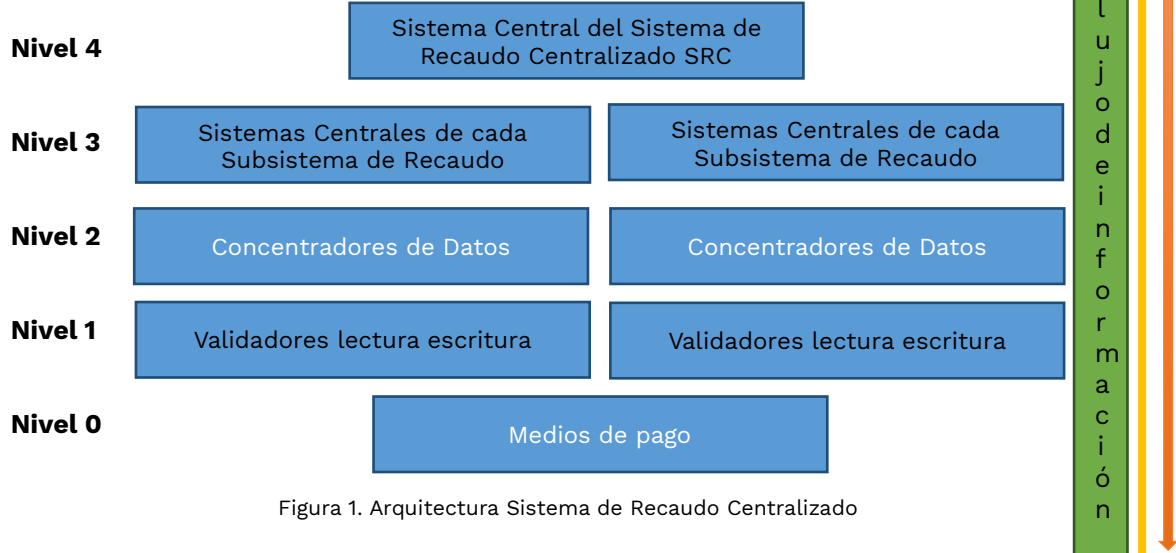 Nivel 4
Sistema Central del Sistema de
Recaudo Centralizado SRC
Nivel 3
Sistemas Centrales de cada
Subsistema de Recaudo
Sistemas Centrales de cada
Subsistema de Recaudo
Nivel 2
Concentradores de Datos
Concentradores de Datos
Nivel 1
Validadores lectura escritura
Validadores lectura escritura
Nivel 0
Medios de pago
Figura 1. Arquitectura Sistema de Recaudo Centralizado
l
u
j
o
d
e
i
n
f
o
r
m
a
c
i
ó
n